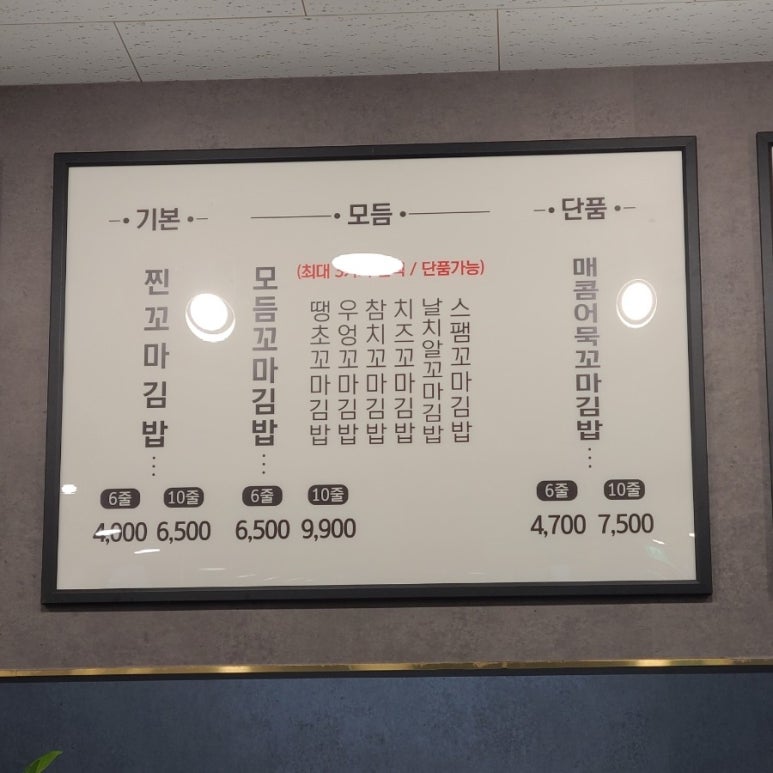 기본
찐꼬마김밥
6줄 10줄
4,000 6,500
모듬
(최대 / 단품가능)
모듬꼬마김밥
땡초꼬마김밥
우엉꼬마김밥
참치꼬마김밥
치즈꼬마김밥
날치알꼬마김밥
스팸꼬마김밥
6줄 10줄
6,500 9,900
단품
매콤어묵꼬마김밥
6줄 10줄
4,700 7,500